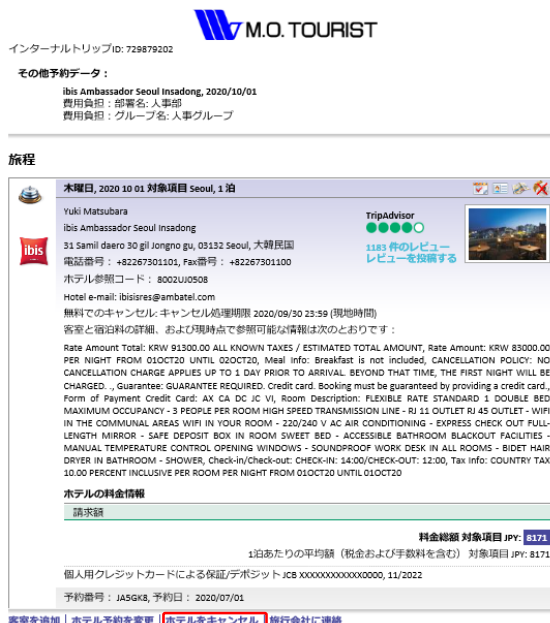 M.O. TOURIST
インターナルトリップID: 729879202
その他予約データ：
ibis Ambassador Seoul Insadong, 2020/10/01
費用負担：部署名: 人事部
費用負担：グループ名: 人事グループ
旅程
木曜日, 2020 10 01 対象項目 Seoul, 1 泊
Yuki Matsubara
ibis Ambassador Seoul Insadong
31 Samil daero 30 gil Jongno gu, 03132 Seoul, 大韓民国
電話番号： +82267301101, Fax番号： +82267301100
ホテル参照コード： 8002UJ0508
Hotel e-mail: ibisisres@ambatel.com
TripAdvisor
1183 件のレビュー
レビューを投稿する
ibis
無料でのキャンセル: キャンセル処理期限 2020/09/30 23:59 (現地時間)
客室と宿泊料の詳細、および現時点で参照可能な情報は次のとおりです：
Rate Amount Total: KRW 91300.00 ALL KNOWN TAXES / ESTIMATED TOTAL AMOUNT, Rate Amount: KRW 83000.00
PER NIGHT FROM 01OCT20 UNTIL 02OCT20, Meal Info: Breakfast is not included, CANCELLATION POLICY: NO
CANCELLATION CHARGE APPLIES UP TO 1 DAY PRIOR TO ARRIVAL. BEYOND THAT TIME, THE FIRST NIGHT WILL BE
CHARGED. ., Guarantee: GUARANTEE REQUIRED. Credit card. Booking must be guaranteed by providing a credit card.,
Form of Payment Credit Card: AX CA DC JC VI, Room Description: FLEXIBLE RATE STANDARD 1 DOUBLE BED
MAXIMUM OCCUPANCY - 3 PEOPLE PER ROOM HIGH SPEED TRANSMISSION LINE - RJ 11 OUTLET RJ 45 OUTLET - WIFI
IN THE COMMUNAL AREAS WIFI IN YOUR ROOM - 220/240 V AC AIR CONDITIONING - EXPRESS CHECK OUT FULL-
LENGTH MIRROR - SAFE DEPOSIT BOX IN ROOM SWEET BED - ACCESSIBLE BATHROOM BLACKOUT FACILITIES -
MANUAL TEMPERATURE CONTROL OPENING WINDOWS - SOUNDPROOF WORK DESK IN ALL ROOMS - BIDET HAIR
DRYER IN BATHROOM - SHOWER, Check-in/Check-out: CHECK-IN: 14:00/CHECK-OUT: 12:00, Tax Info: COUNTRY TAX
10.00 PERCENT INCLUSIVE PER ROOM PER NIGHT FROM 01OCT20 UNTIL 01OCT20
ホテルの料金情報
請求額
料金総額 対象項目 JPY: 8171
1泊あたりの平均額（税金および手数料を含む） 対象項目 JPY: 8171
個人用クレジットカードによる保証/デポジット JCB XXXXXXXXXXXX0000, 11/2022
予約番号： JA5GK8, 予約日： 2020/07/01
客室を追加 | ホテル予約を変更 | ホテルをキャンセル | 旅行会社に連絡